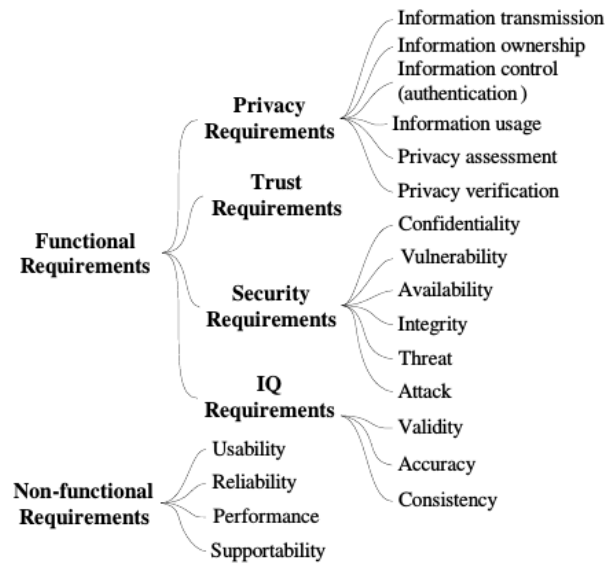 Functional
Requirements
Privacy
Requirements
Information transmission
Information ownership
Information control
(authentication)
Information usage
Privacy assessment
Privacy verification
Trust
Requirements
Security
Requirements
Confidentiality
Vulnerability
Availability
Integrity
Threat
Attack
IQ
Requirements
Validity
Accuracy
Consistency
Non-functional
Requirements
Usability
Reliability
Performance
Supportability